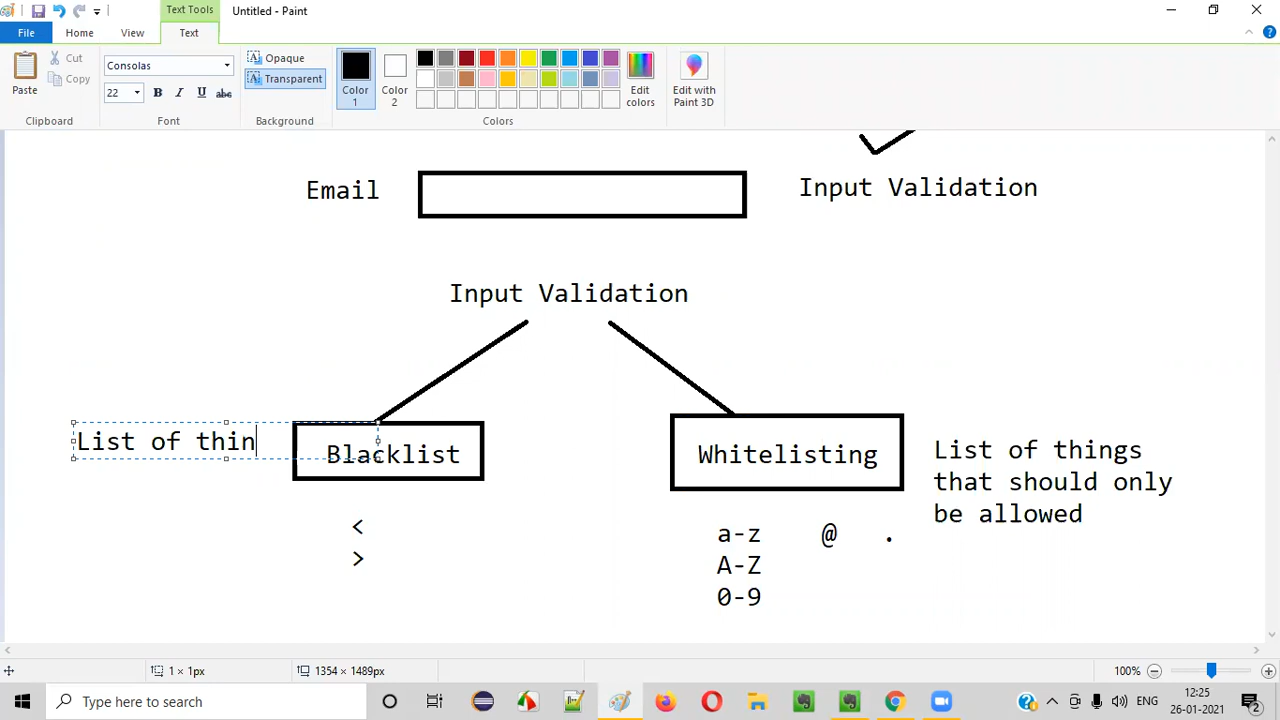 Text Tools
Untitled - Paint
File
Home
View
Text
Paste
Cut
Copy
Clipboard
Consolas
22
B I U abc
Font
Opaque
Transparent
Background
Color 1
Color 2
Edit colors
Colors
Edit with Paint 3D
Email
Input Validation
Input Validation
List of thin
Blacklist
<
>
Whitelisting
a-z @ .
A-Z
0-9
List of things
that should only
be allowed
1 × 1px
1354 × 1489px
100%
Type here to search
ENG
12:25
26-01-2021
2